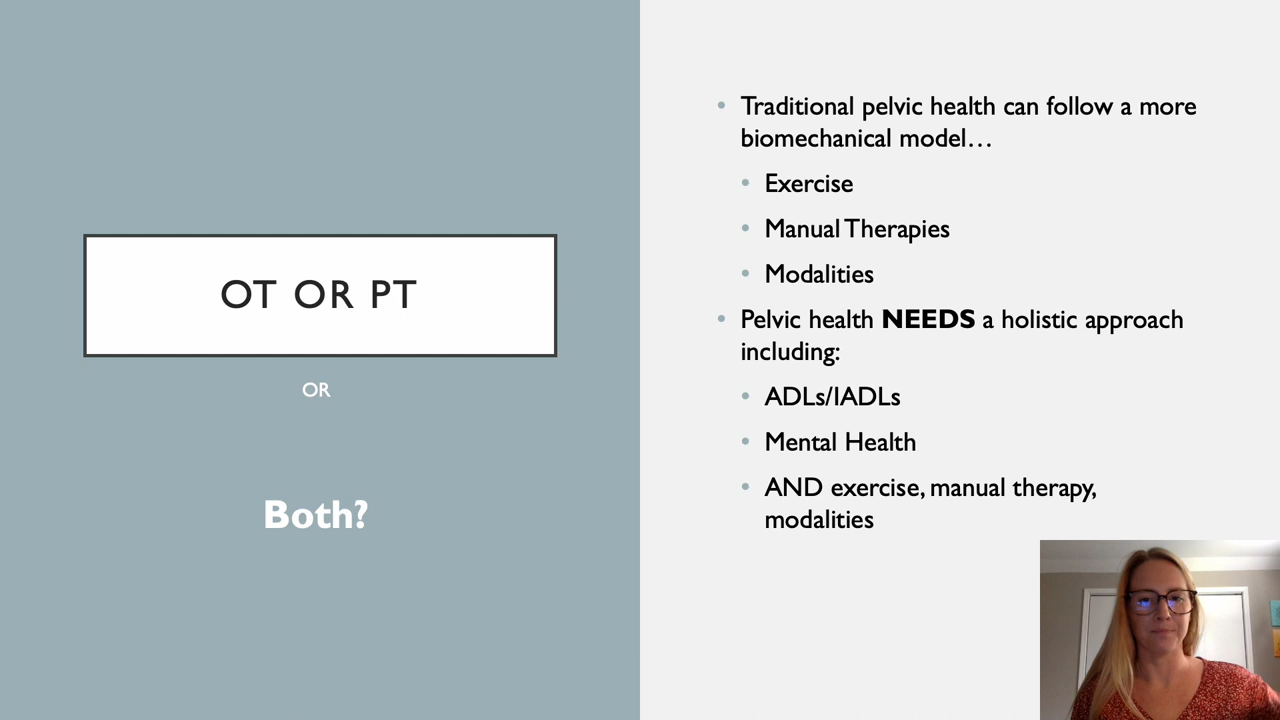 OT OR PT
OR
Both?
• Traditional pelvic health can follow a more
biomechanical model…
• Exercise
• Manual Therapies
• Modalities
• Pelvic health NEEDS a holistic approach
including:
• ADLs/IADLs
• Mental Health
• AND exercise, manual therapy,
modalities